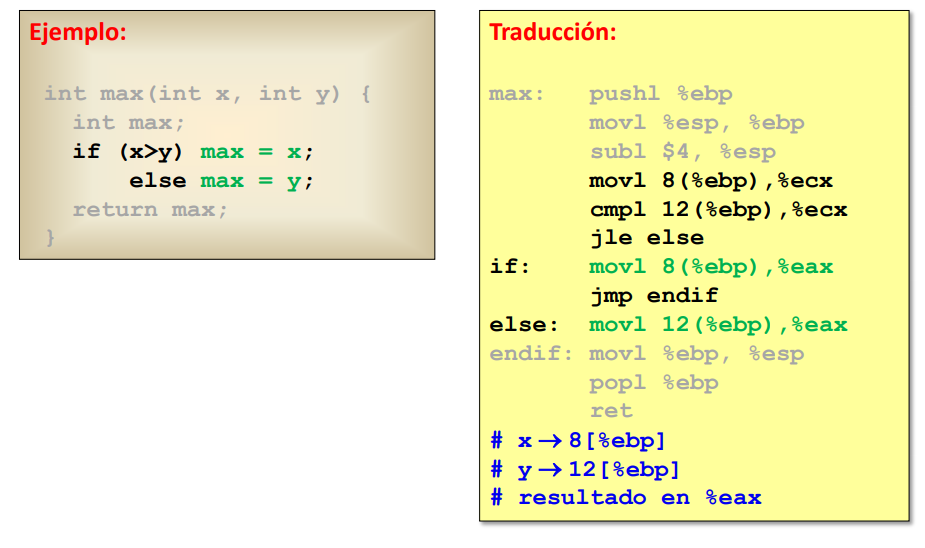 Ejemplo:
int max(int x, int y) {
int max;
if (x>y) max = x;
else max = y;
return max;
}
Traducción:
max: pushl %ebp
movl %esp, %ebp
subl $4, %esp
movl 8(%ebp),%ecx
cmpl 12(%ebp),%ecx
jle else
if: movl 8(%ebp),%eax
jmp endif
else: movl 12(%ebp),%eax
endif: movl %ebp, %esp
popl %ebp
ret
# x→8[%ebp]
# y→12[%ebp]
# resultado en %eax